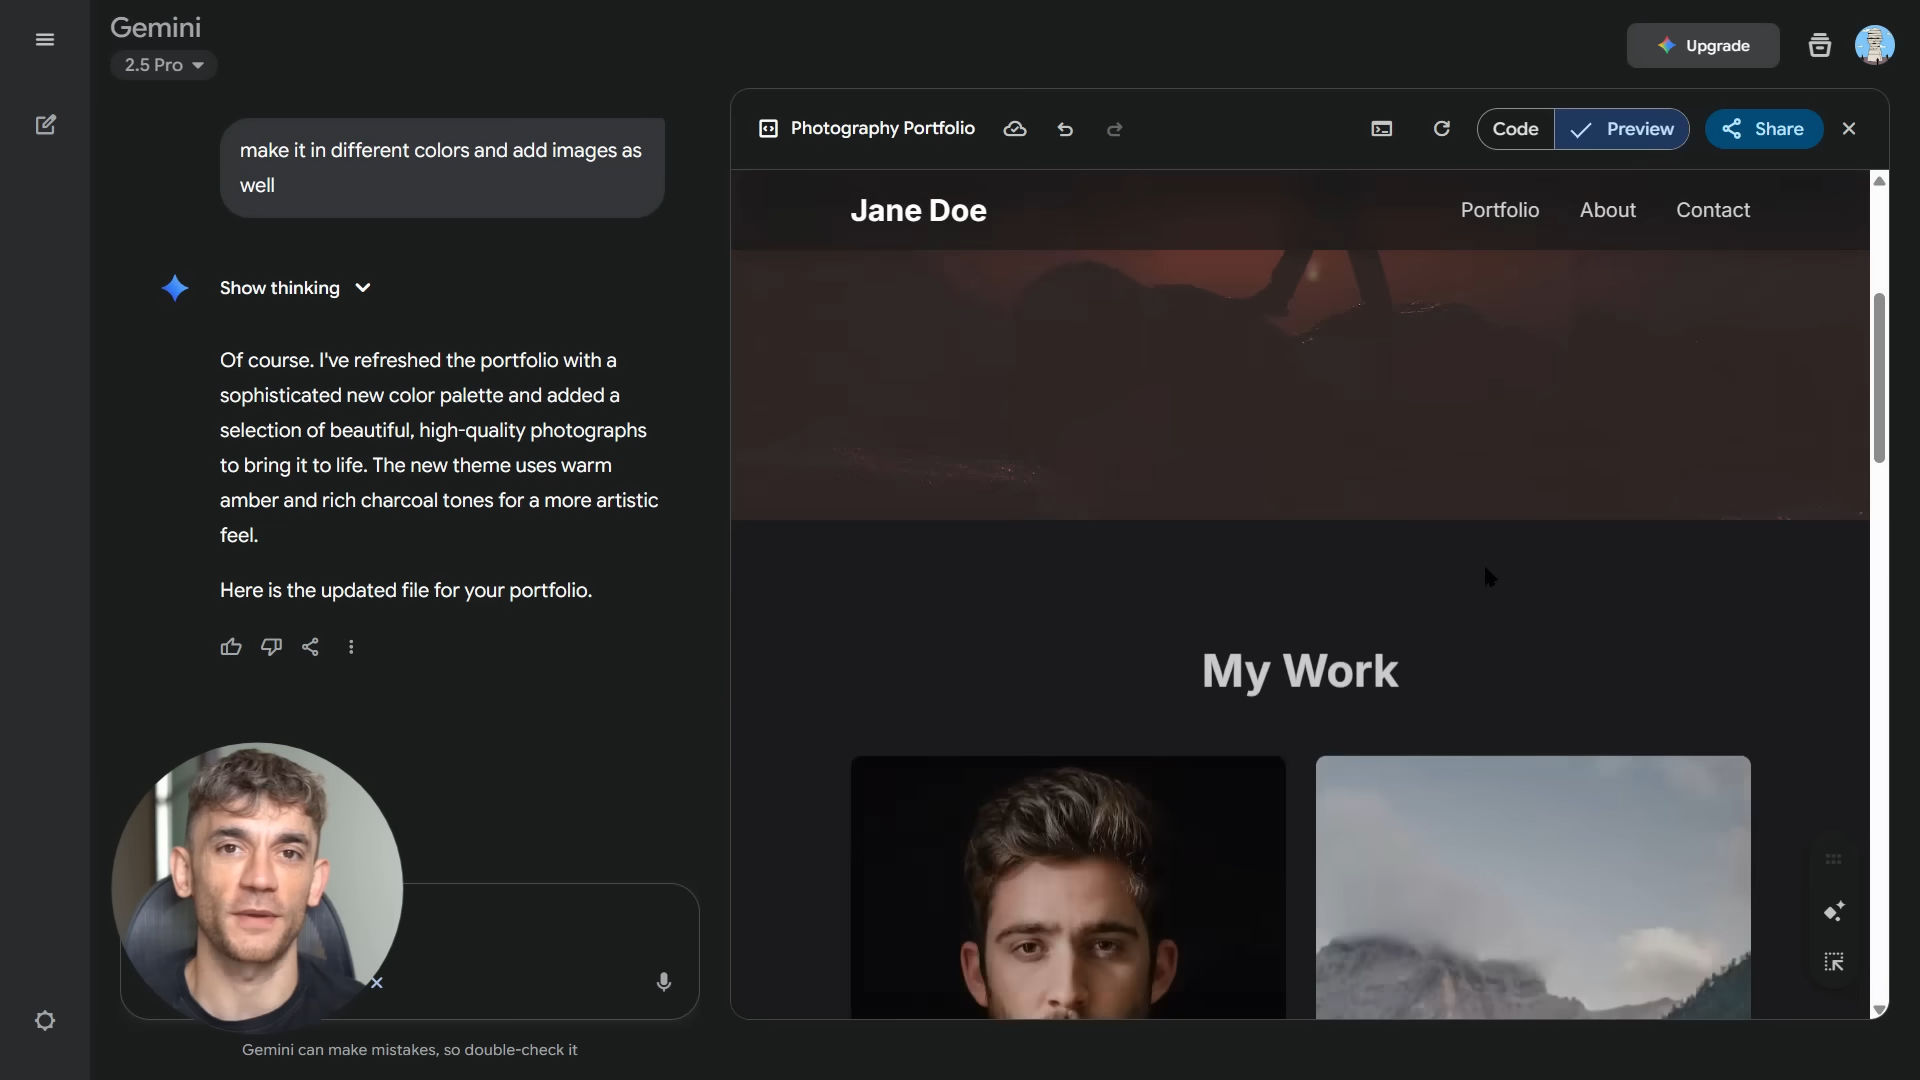 Gemini
2.5 Pro
Upgrade
make it in different colors and add images as
well
Show thinking
Of course. I've refreshed the portfolio with a
sophisticated new color palette and added a
selection of beautiful, high-quality photographs
to bring it to life. The new theme uses warm
amber and rich charcoal tones for a more artistic
feel.
Here is the updated file for your portfolio.
Gemini can make mistakes, so double-check it
Photography Portfolio
Code
Preview
Share
Jane Doe
Portfolio
About
Contact
My Work